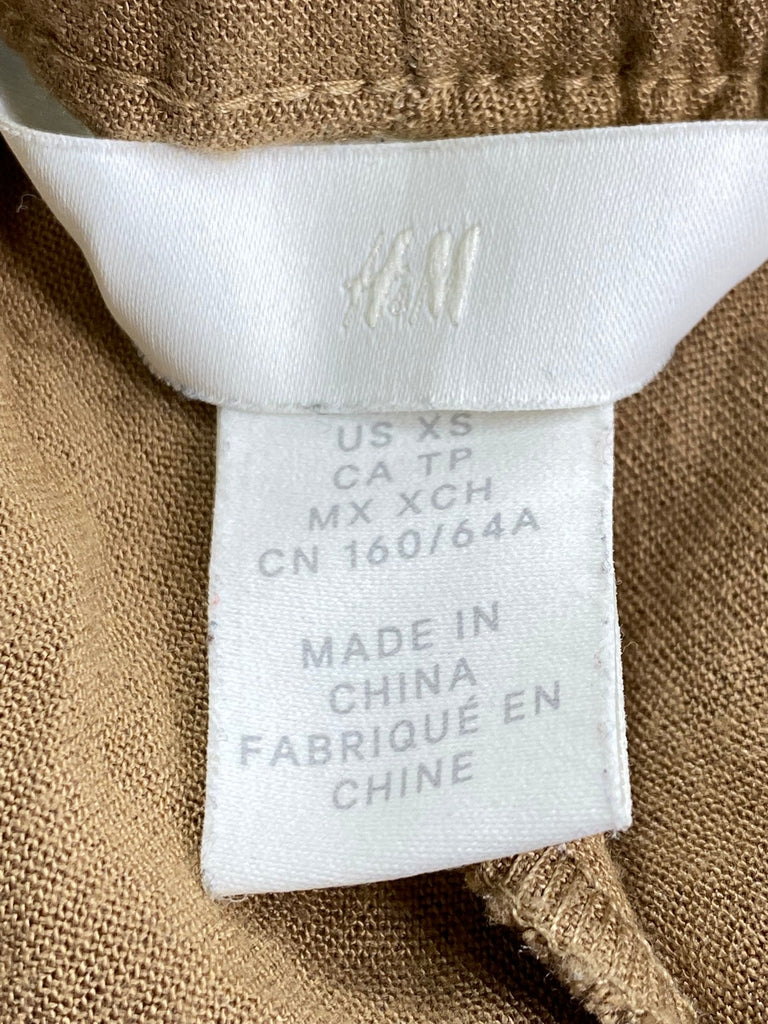 H&M
US XS
CA TP
MX XCH
CN 160/64A
MADE IN
CHINA
FABRIQUÉ EN
CHINE